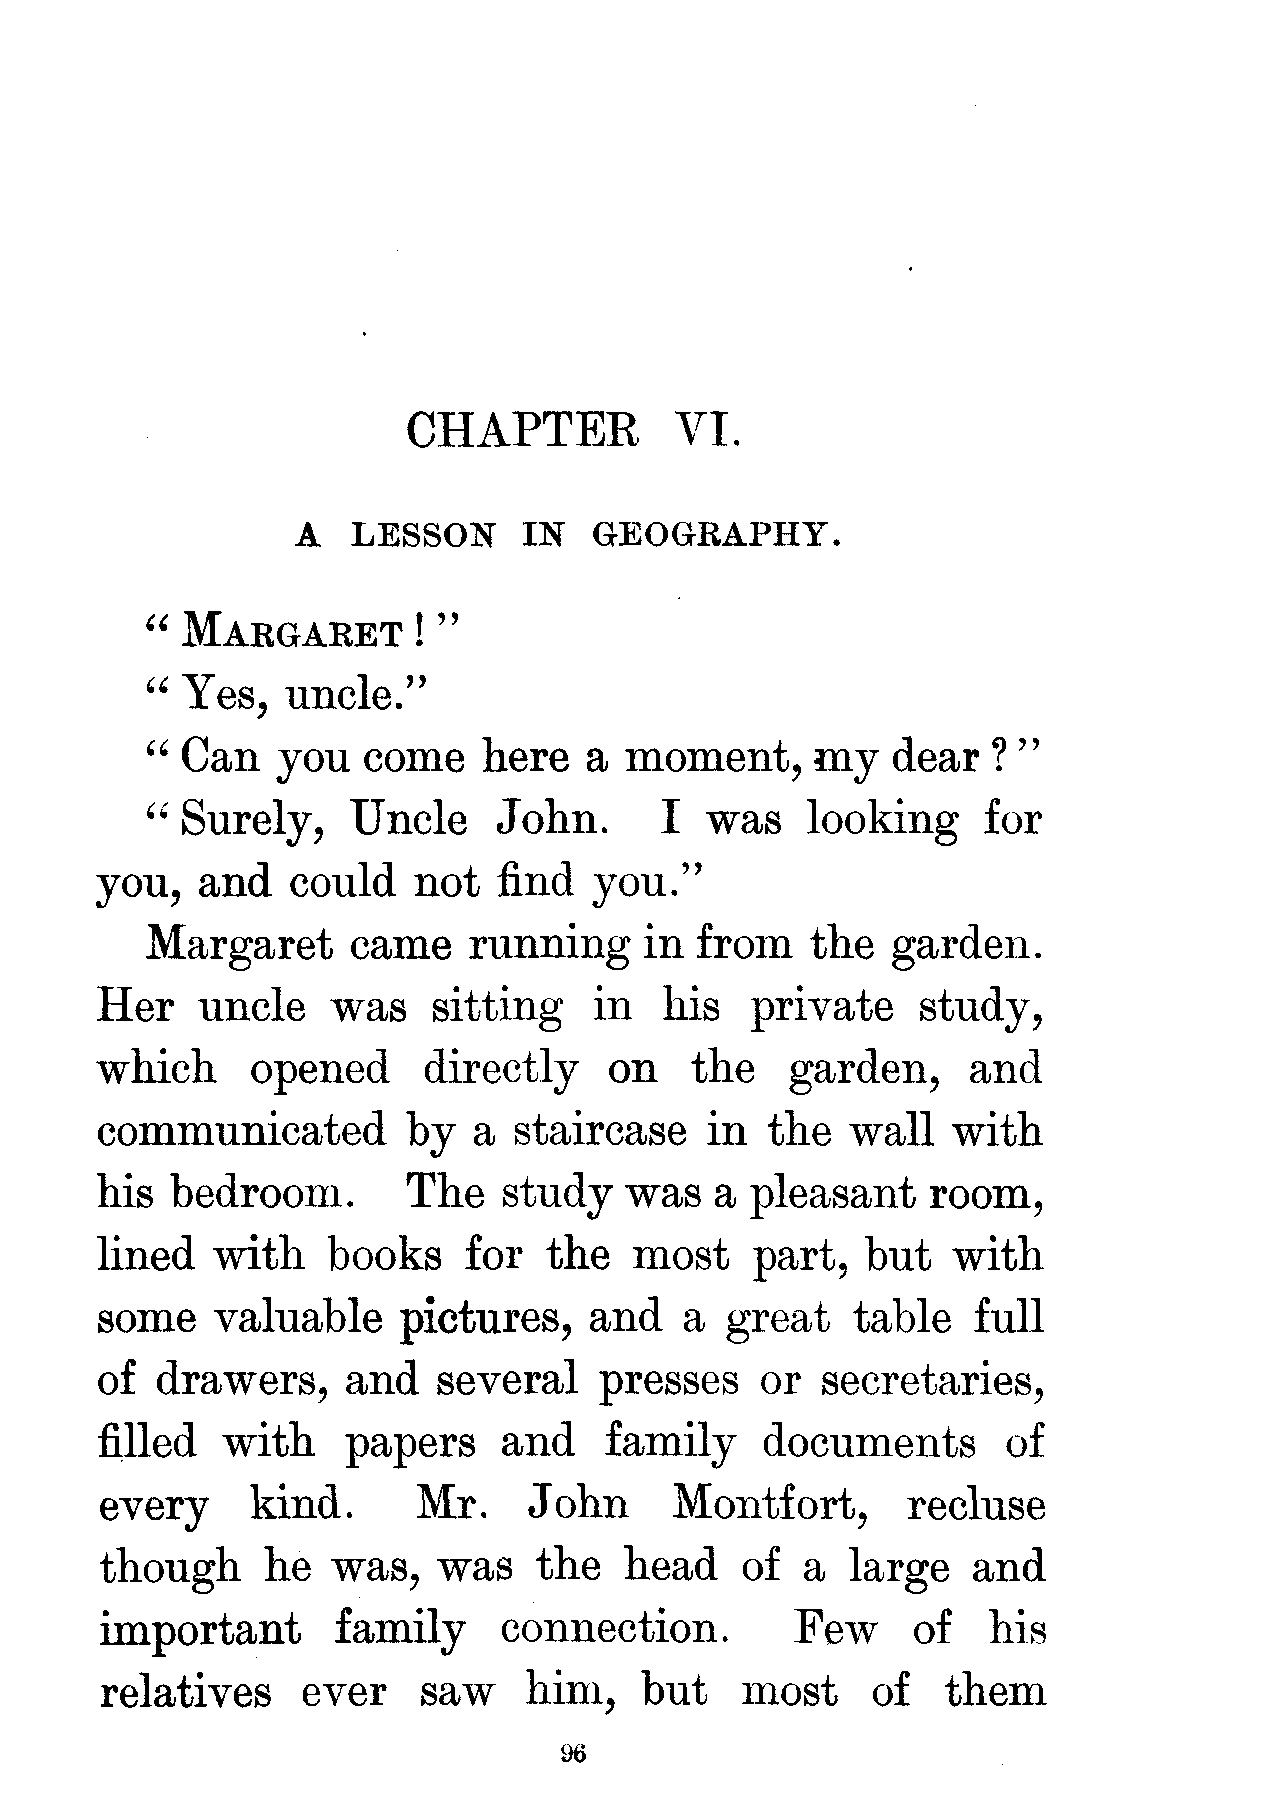 CHAPTER VI.
A LESSON IN GEOGRAPHY.
“ MARGARET ! ”
“ Yes, uncle.”
“ Can you come here a moment, my dear ? ”
“ Surely, Uncle John. I was looking for
you, and could not find you.”
Margaret came running in from the garden.
Her uncle was sitting in his private study,
which opened directly on the garden, and
communicated by a staircase in the wall with
his bedroom. The study was a pleasant room,
lined with books for the most part, but with
some valuable pictures, and a great table full
of drawers, and several presses or secretaries,
filled with papers and family documents of
every kind. Mr. John Montfort, recluse
though he was, was the head of a large and
important family connection. Few of his
relatives ever saw him, but most of them
96